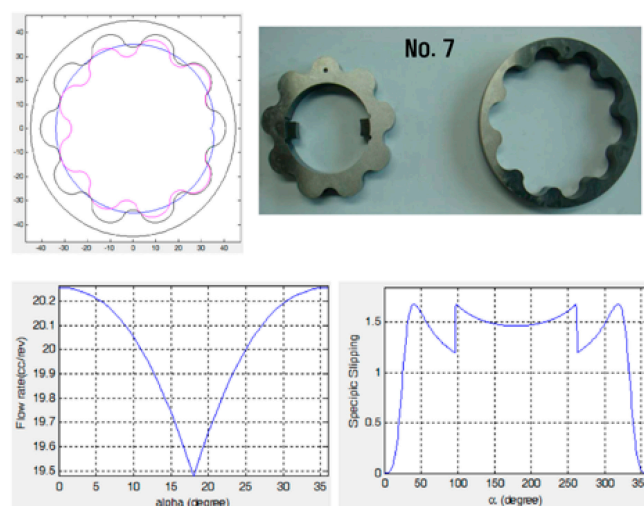 40
30
20
10
0
-10
-20
-30
-40
-40 -30 -20 -10 0 10 20 30 40
No. 7
Flow rate(cc/rev)
20.2
20.1
20
19.9
19.8
19.7
19.6
19.5
0 5 10 15 20 25 30 35
alpha (degree)
Specipic Slipping
1.5
1
0.5
0
0 50 100 150 200 250 300 35
α, (degree)